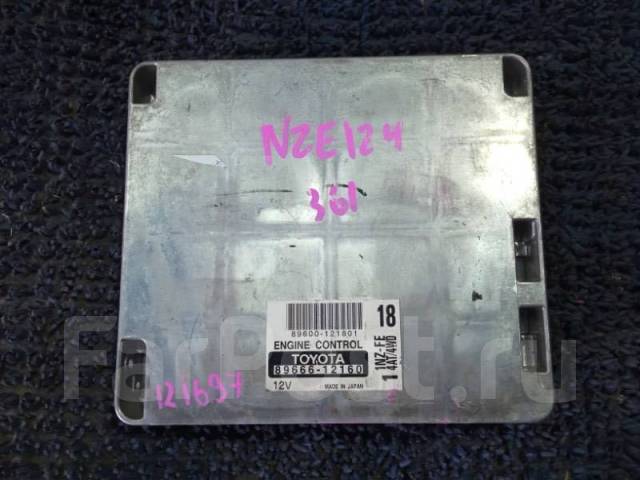 NZE124
361
89600-121601
18
ENGINE CONTROL
TOYOTA
89666-12160
12V
MADE IN JAPAN
1NZ-FE
1 4AT/4WD
121697
FarPost.ru